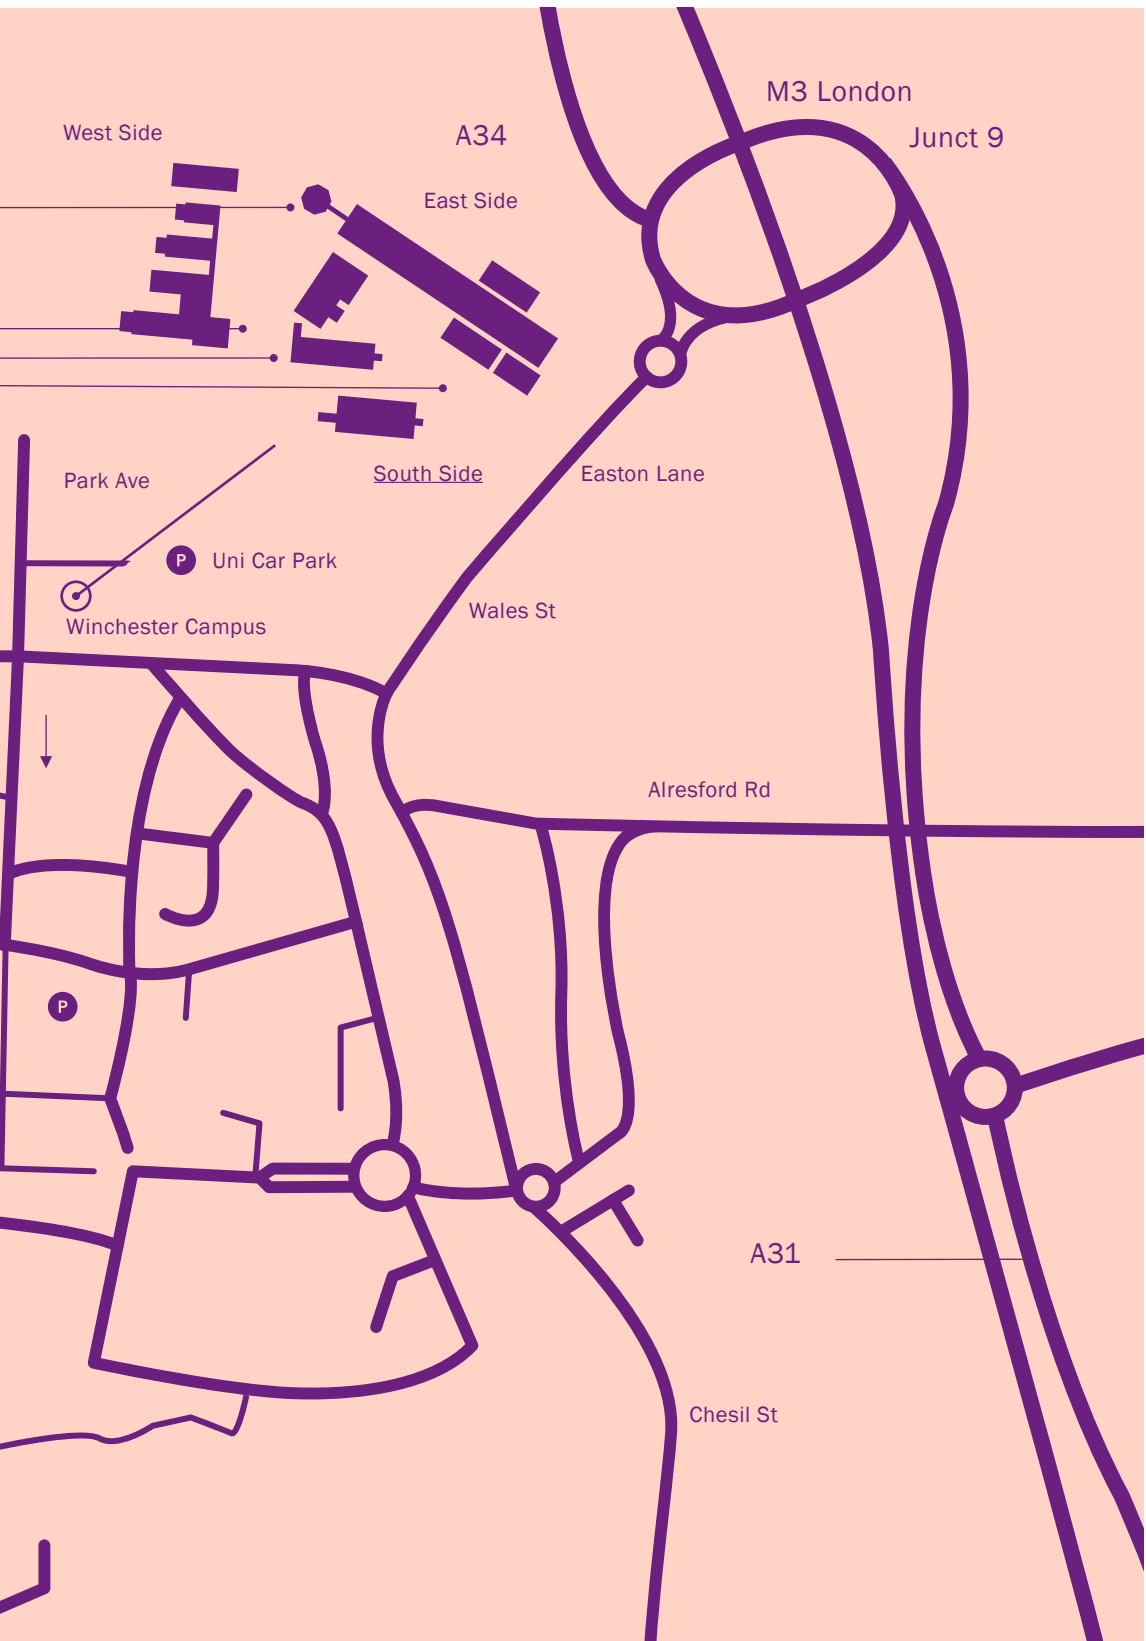 M3 London
Junct 9
West Side
A34
East Side
South Side
Easton Lane
Park Ave
P
Uni Car Park
Wales St
Winchester Campus
Alresford Rd
P
A31
Chesil St